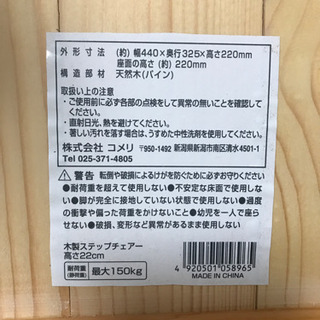 外形寸法 (約)幅440×奥行325×高さ220mm
座面の高さ(約)220mm
構造部材 天然木(パイン)
取扱い上の注意
・ご使用前に必ず各部の点検をして異常の無いことを確認してください。
・直射日光、熱を避けてください。
・著しい汚れを落す場合は、うすめた中性洗剤を使用してください。
株式会社 コメリ 〒950-1492 新潟県新潟市南区清水4501-1
Tel 025-371-4805
⚠警告 転倒や破損によるけがを防ぐために必ずお守りください
●耐荷重を超えて使用しない ●不安定な床面で使用しない
●脚が完全に接地していない状態で使用しない ●過度の衝撃や偏った荷重をかけないこと ●幼児を一人で座らせない ●破損、変形など異常があるまま使用しない
木製ステップチェアー
高さ22cm
耐荷重(静荷重) 最大150kg
4 920501 058965
MADE IN CHINA